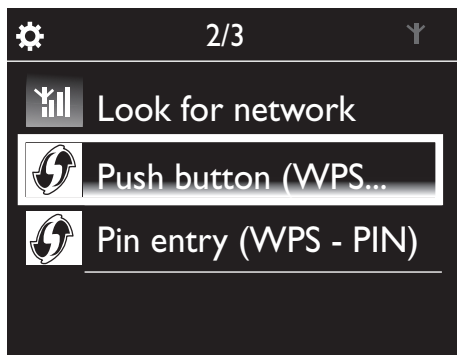 2/3
Look for network
Push button (WPS...
Pin entry (WPS - PIN)